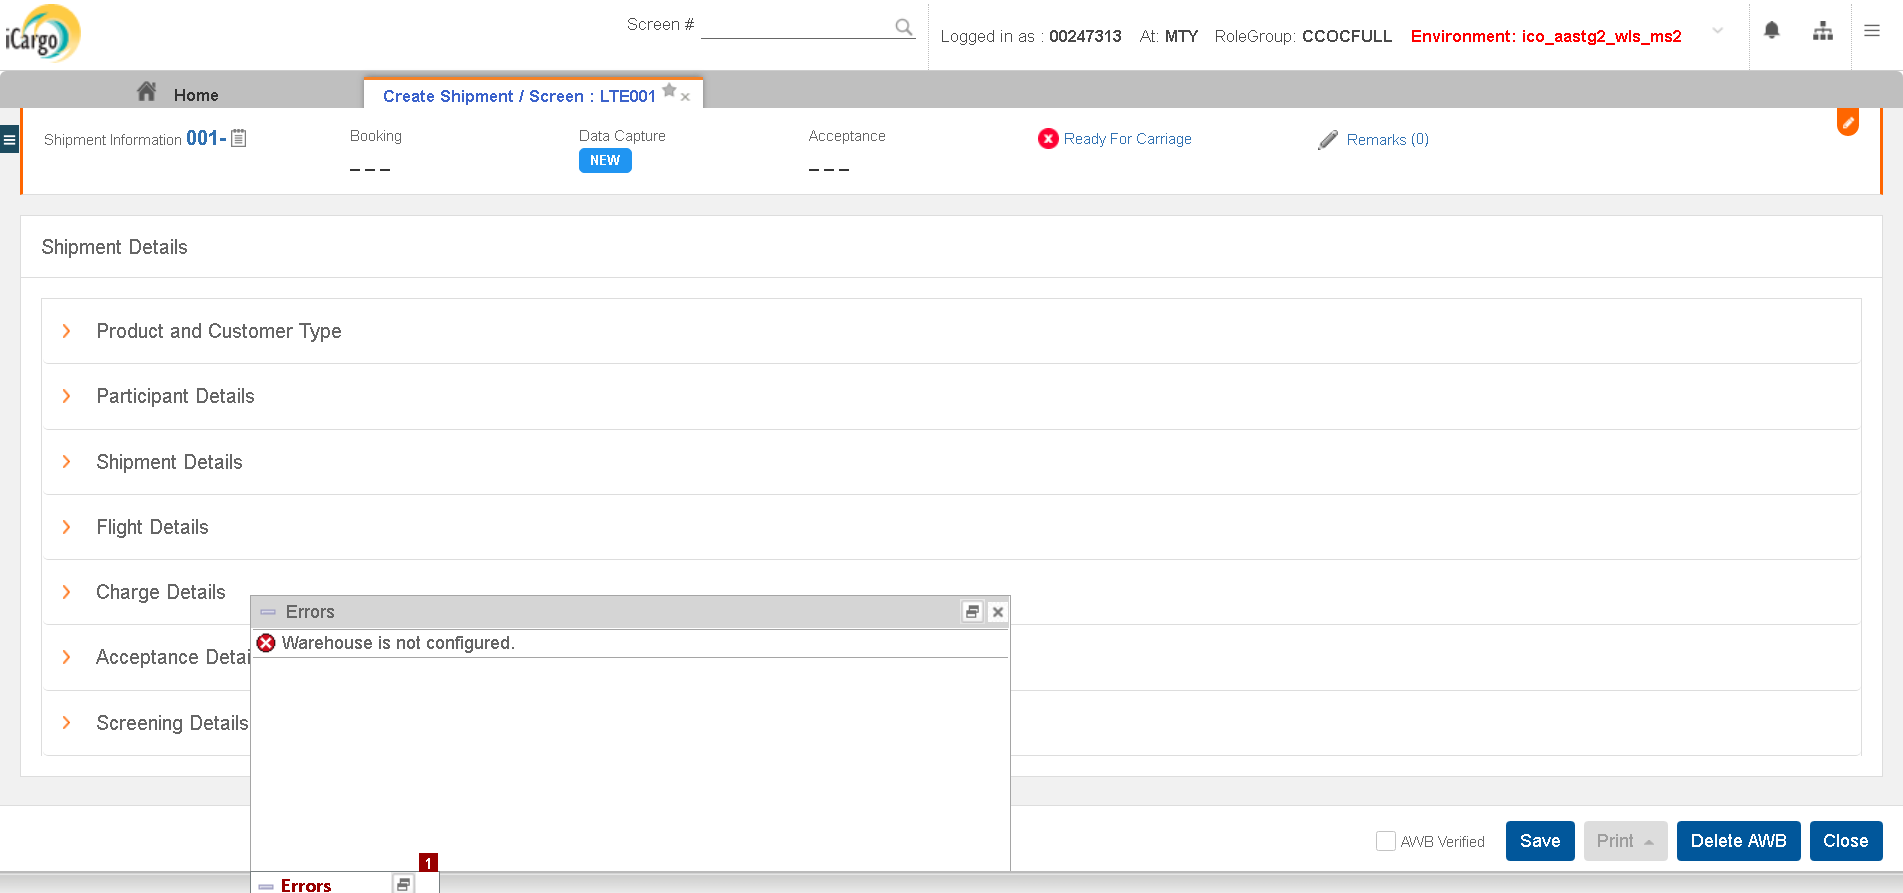 iCargo
Screen #
Logged in as : 00247313 At: MTY RoleGroup: CCOCFULL Environment: ico_aastg2_wls_ms2
Home
Create Shipment / Screen : LTE001
Shipment Information 001-
Booking
Data Capture
Acceptance
Ready For Carriage
Remarks (0)
NEW
Shipment Details
Product and Customer Type
Participant Details
Shipment Details
Flight Details
Charge Details
Errors
Warehouse is not configured.
Acceptance Detai
Screening Details
AWB Verified
Save
Print
Delete AWB
Close
1
Errors